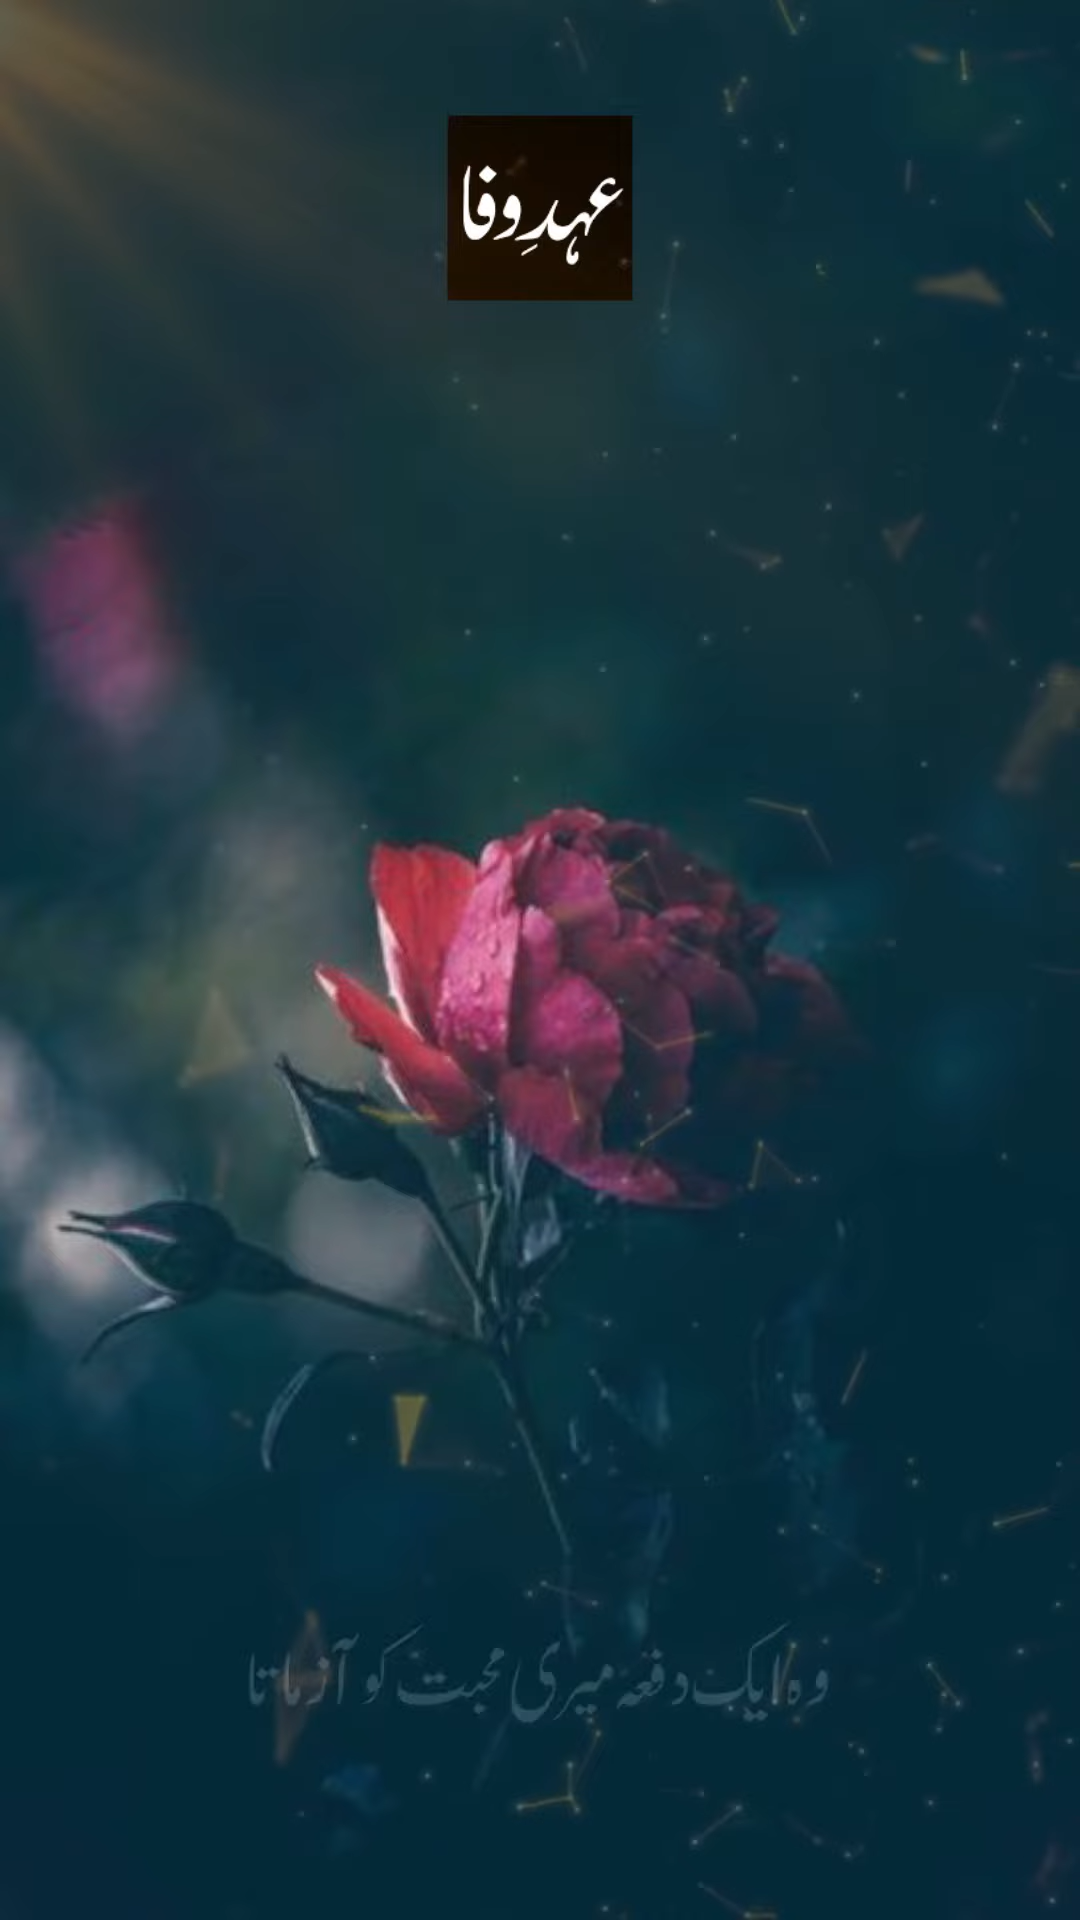 عہدِوفا
وہ ایک دفعہ میری محبت کو آزماتا